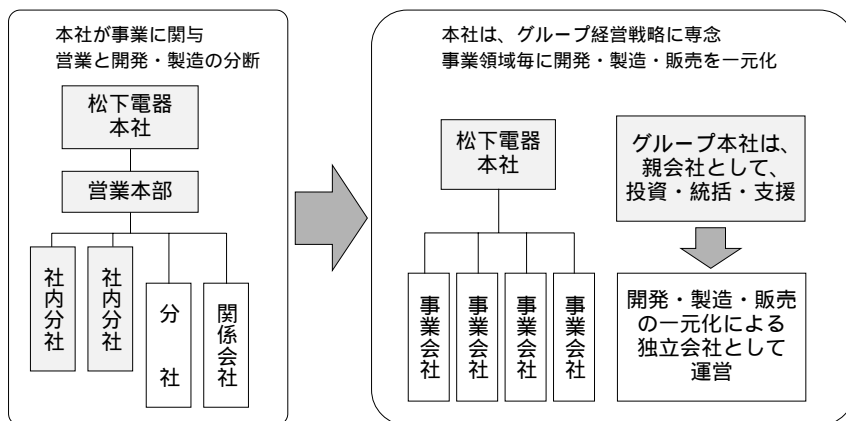 本社が事業に関与
営業と開発・製造の分断
松下電器
本社
営業本部
社内分社
社内分社
分社
関係会社
本社は、グループ経営戦略に専念
事業領域毎に開発・製造・販売を一元化
松下電器
本社
事業会社
事業会社
事業会社
事業会社
グループ本社は、
親会社として、
投資・統括・支援
開発・製造・販売
の一元化による
独立会社として
運営